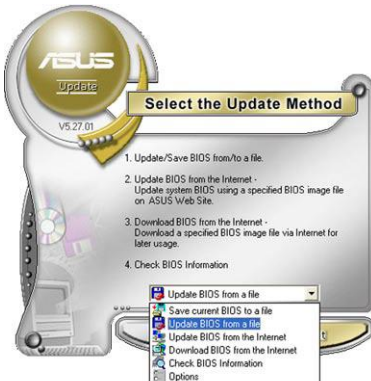 ASUS
Update
V5.27.01
Select the Update Method
1. Update/Save BIOS from/to a file.
2. Update BIOS from the Internet -
Update system BIOS using a specified BIOS image file
on ASUS Web Site.
3. Download BIOS from the Internet -
Download a specified BIOS image file via Internet for
later usage.
4. Check BIOS Information
Update BIOS from a file
Save current BIOS to a file
Update BIOS from a file
Update BIOS from the Internet
Download BIOS from the Internet
Check BIOS Information
Options